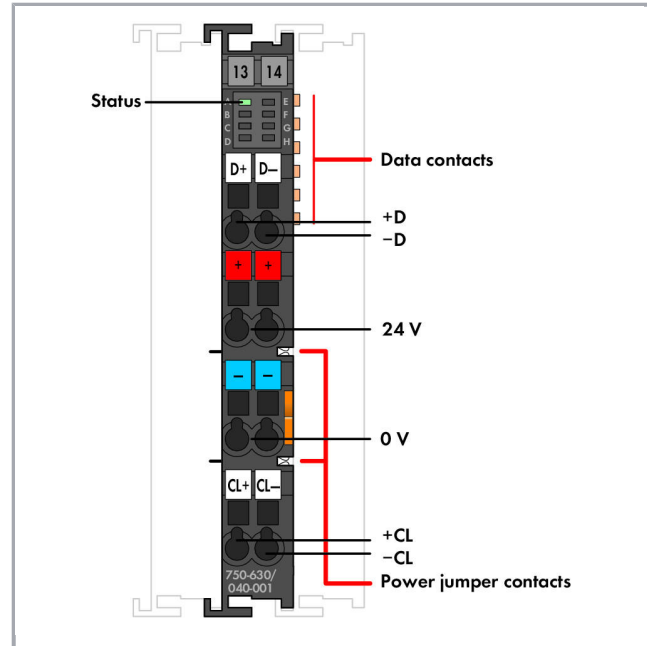 13 14
Status
A E
B F
C G
D H
D+ D–
Data contacts
+D
–D
+ +
24 V
– –
0 V
CL+ CL–
+CL
–CL
750-630/
040-001
Power jumper contacts